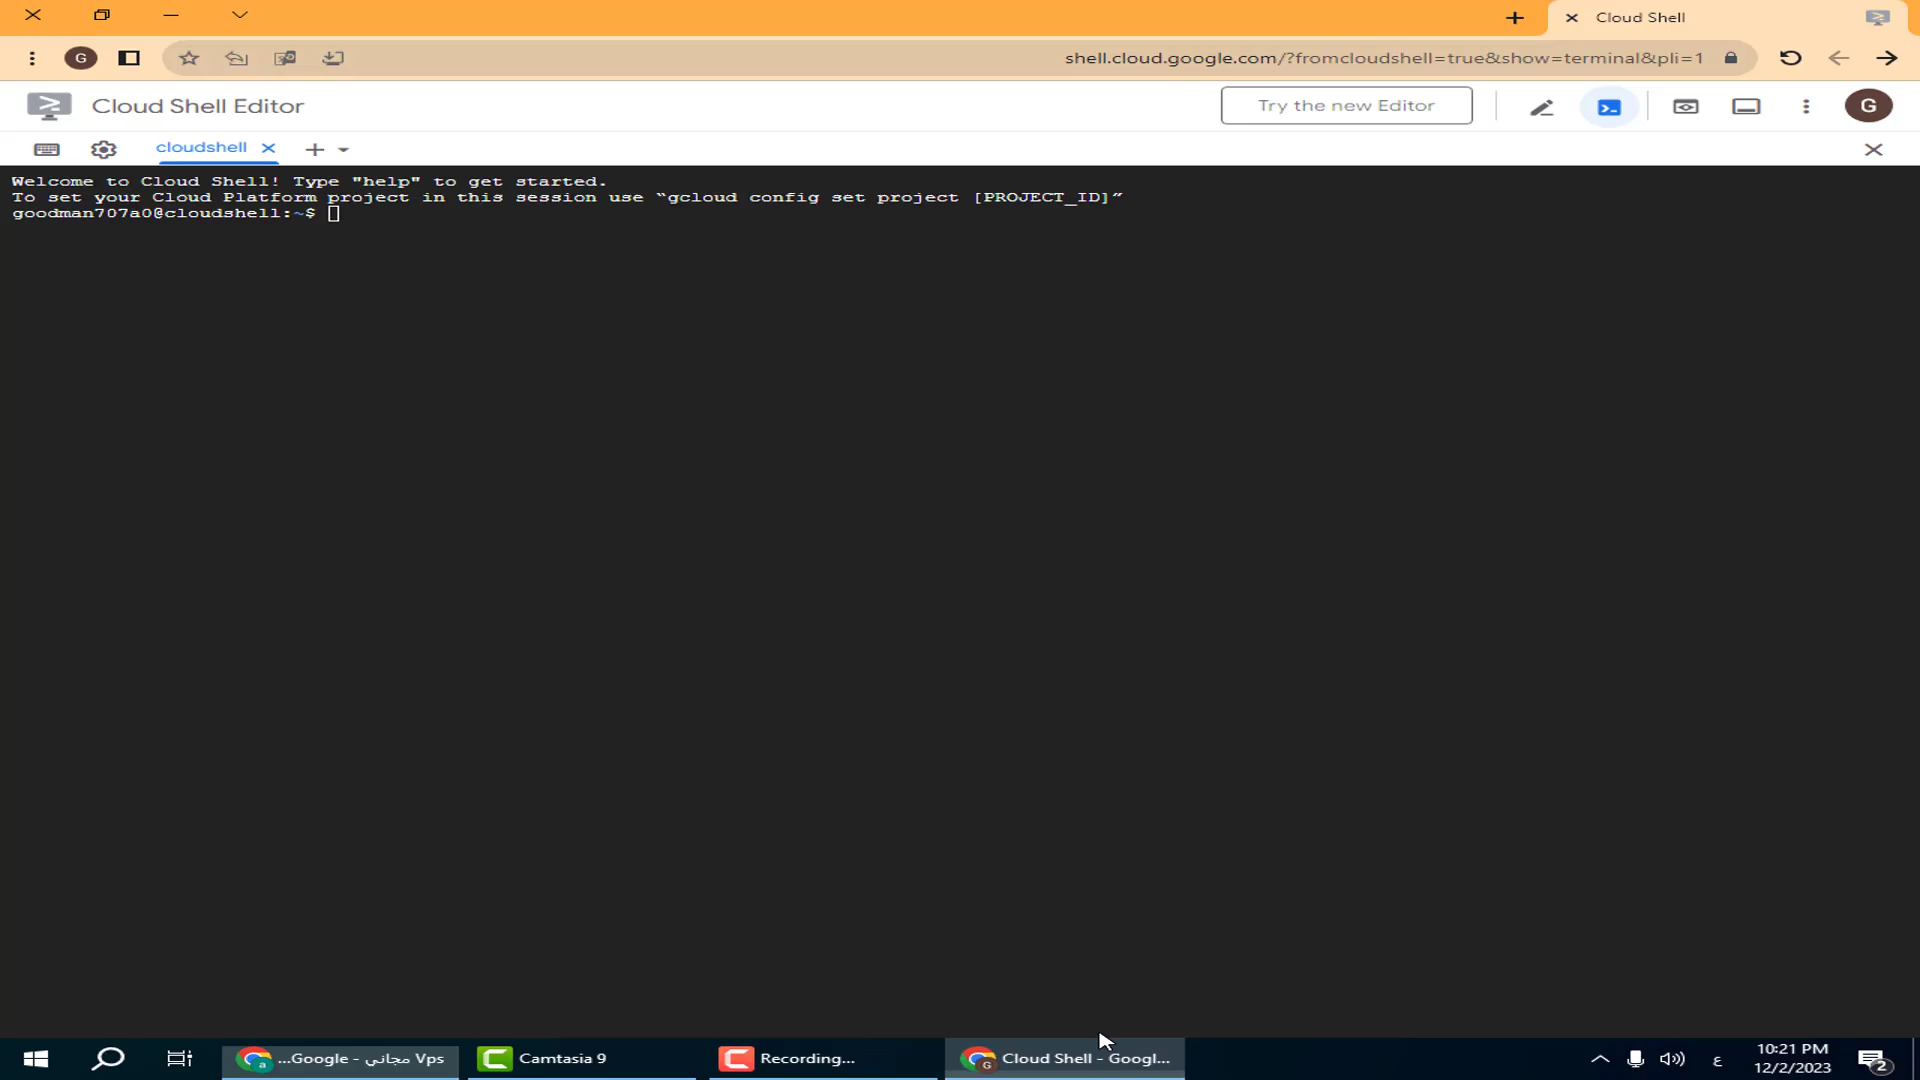 Cloud Shell
G
shell.cloud.google.com/?fromcloudshell=true&show=terminal&pli=1
Cloud Shell Editor
Try the new Editor
G
cloudshell
Welcome to Cloud Shell! Type "help" to get started.
To set your Cloud Platform project in this session use “gcloud config set project [PROJECT_ID]”
goodman707a0@cloudshell:~$
...Google - مجاني Vps
Camtasia 9
Recording...
Cloud Shell - Googl...
ع
10:21 PM
12/2/2023
2